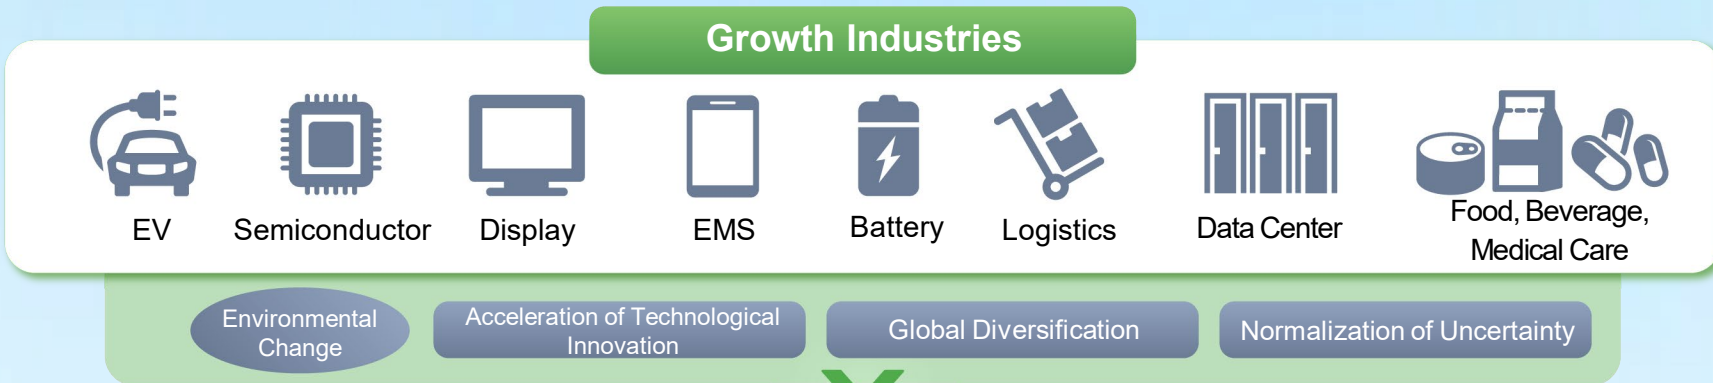 Growth Industries
EV
Semiconductor
Display
EMS
Battery
Logistics
Data Center
Food, Beverage,
Medical Care
Environmental
Change
Acceleration of Technological
Innovation
Global Diversification
Normalization of Uncertainty